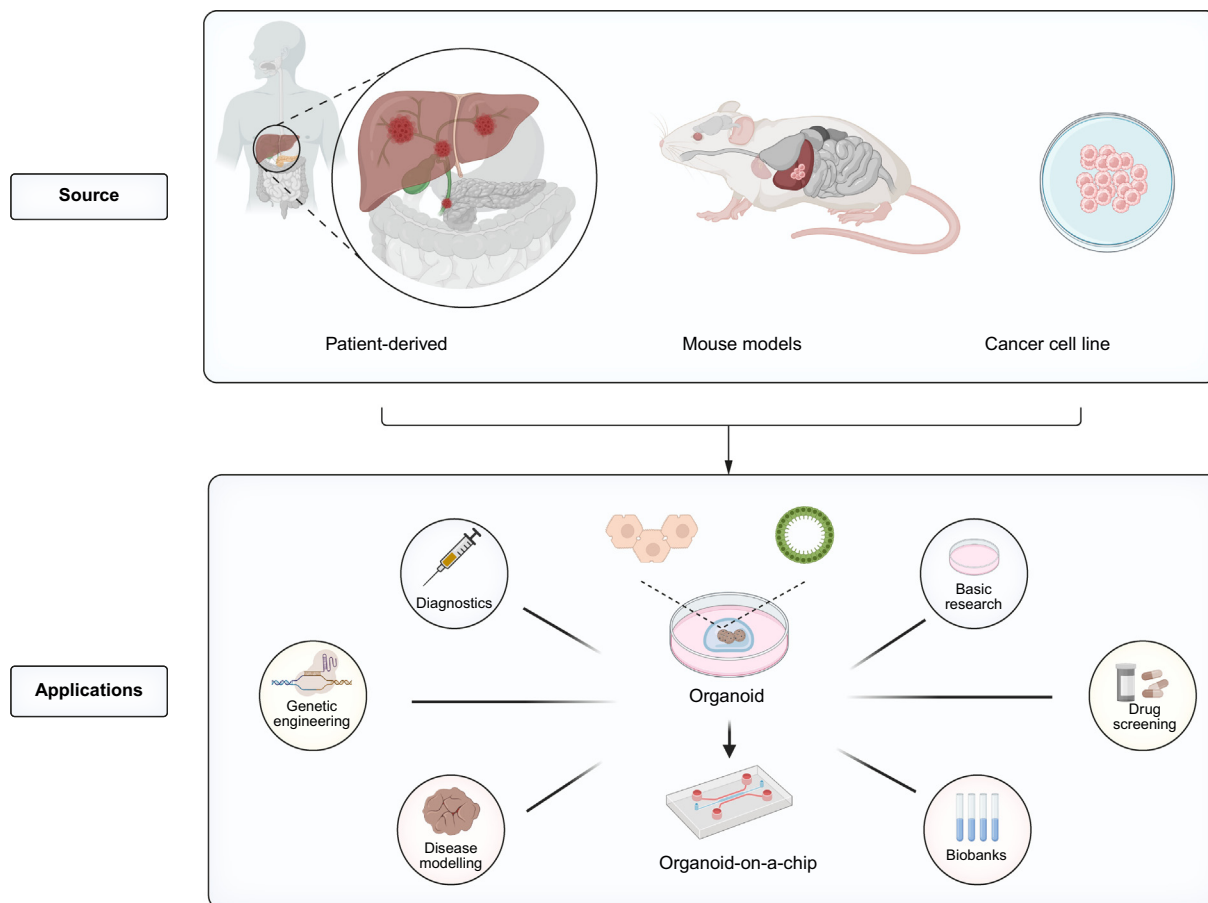 Source
Patient-derived
Mouse models
Cancer cell line
Applications
Diagnostics
Basic
research
Genetic
engineering
Organoid
Drug
screening
Disease
modelling
Organoid-on-a-chip
Biobanks